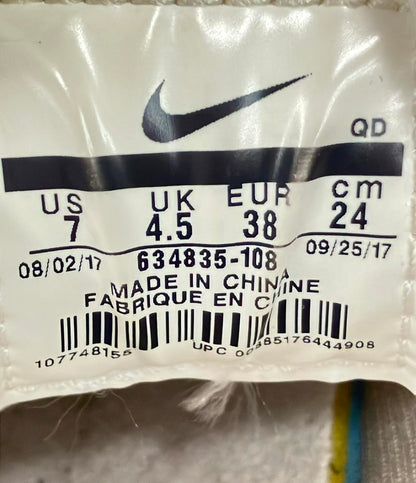 QD
US UK EUR cm
7 4.5 38 24
08/02/17 634835-108 09/25/17
MADE IN CHINA
FABRIQUE EN CHINE
107748155 UPC 00885176444908